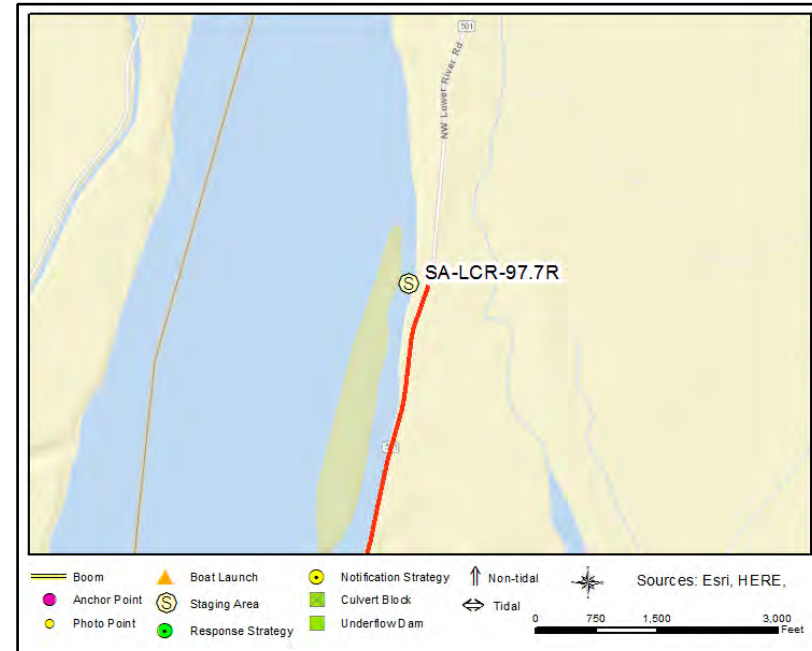 501
NW Lower River Rd
SA-LCR-97.7R
S
Boom
Boat Launch
Notification Strategy
Non-tidal
Sources: Esri, HERE,
Anchor Point
S
Staging Area
Culvert Block
Tidal
Photo Point
Response Strategy
Underflow Dam
0 750 1,500 3,000
Feet